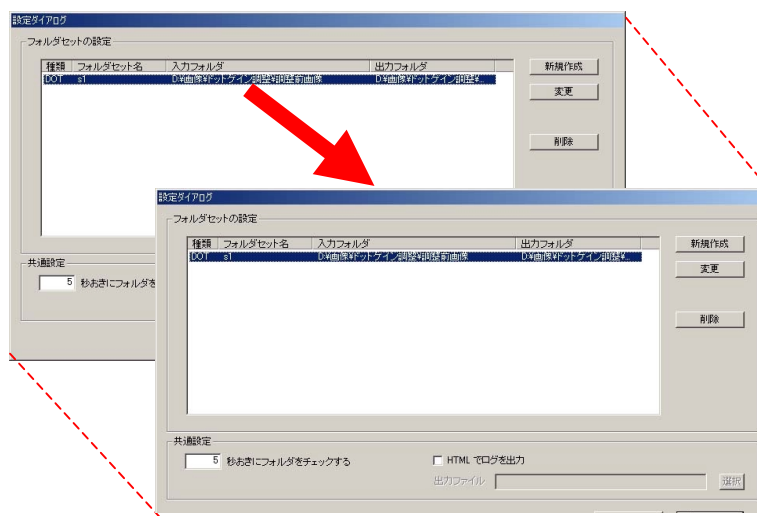 設定ダイアログ
フォルダセットの設定
種類 フォルダセット名 入力フォルダ 出力フォルダ
DOT s1 D:¥画像¥ドットゲイン調整¥調整前画像 D:¥画像¥ドットゲイン調整¥...
新規作成
変更
削除
共通設定
5 秒おきにフォルダを
設定ダイアログ
フォルダセットの設定
種類 フォルダセット名 入力フォルダ 出力フォルダ
DOT s1 D:¥画像¥ドットゲイン調整¥調整前画像 D:¥画像¥ドットゲイン調整¥...
新規作成
変更
削除
共通設定
5 秒おきにフォルダをチェックする
HTML でログを出力
出力ファイル
選択